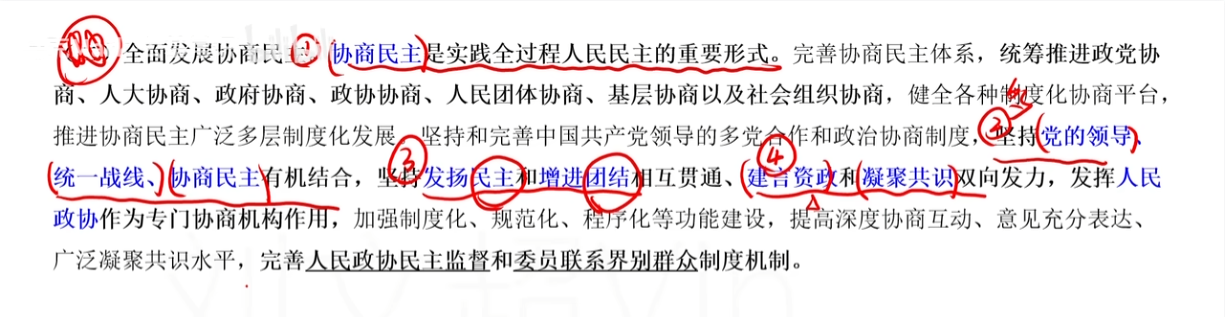 全面发展协商民主①协商民主是实践全过程人民民主的重要形式。完善协商民主体系，统筹推进政党协
商、人大协商、政府协商、政协协商、人民团体协商、基层协商以及社会组织协商，健全各种制度化协商平台，
推进协商民主广泛多层制度化发展。坚持和完善中国共产党领导的多党合作和政治协商制度，②坚持党的领导、
统一战线、协商民主有机结合，③坚持发扬民主和增进团结相互贯通、④建言资政和凝聚共识双向发力，发挥人民
政协作为专门协商机构作用，加强制度化、规范化、程序化等功能建设，提高深度协商互动、意见充分表达、
广泛凝聚共识水平，完善人民政协民主监督和委员联系界别群众制度机制。